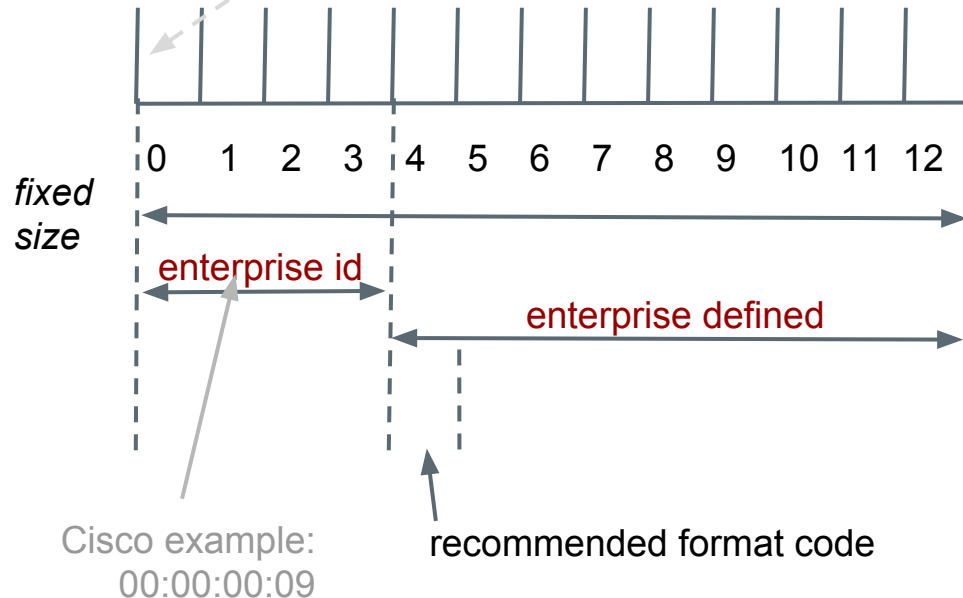 0 1 2 3 4 5 6 7 8 9 10 11 12
fixed
size
enterprise id
enterprise defined
Cisco example:
00:00:00:09
recommended format code